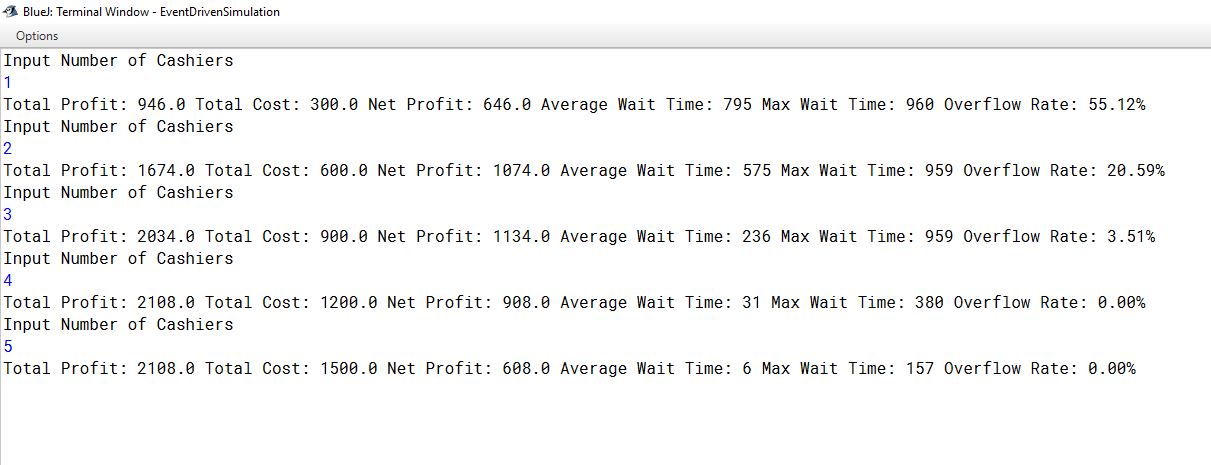 BlueJ: Terminal Window - EventDrivenSimulation
Options
Input Number of Cashiers
1
Total Profit: 946.0 Total Cost: 300.0 Net Profit: 646.0 Average Wait Time: 795 Max Wait Time: 960 Overflow Rate: 55.12%
Input Number of Cashiers
2
Total Profit: 1674.0 Total Cost: 600.0 Net Profit: 1074.0 Average Wait Time: 575 Max Wait Time: 959 Overflow Rate: 20.59%
Input Number of Cashiers
3
Total Profit: 2034.0 Total Cost: 900.0 Net Profit: 1134.0 Average Wait Time: 236 Max Wait Time: 959 Overflow Rate: 3.51%
Input Number of Cashiers
4
Total Profit: 2108.0 Total Cost: 1200.0 Net Profit: 908.0 Average Wait Time: 31 Max Wait Time: 380 Overflow Rate: 0.00%
Input Number of Cashiers
5
Total Profit: 2108.0 Total Cost: 1500.0 Net Profit: 608.0 Average Wait Time: 6 Max Wait Time: 157 Overflow Rate: 0.00%